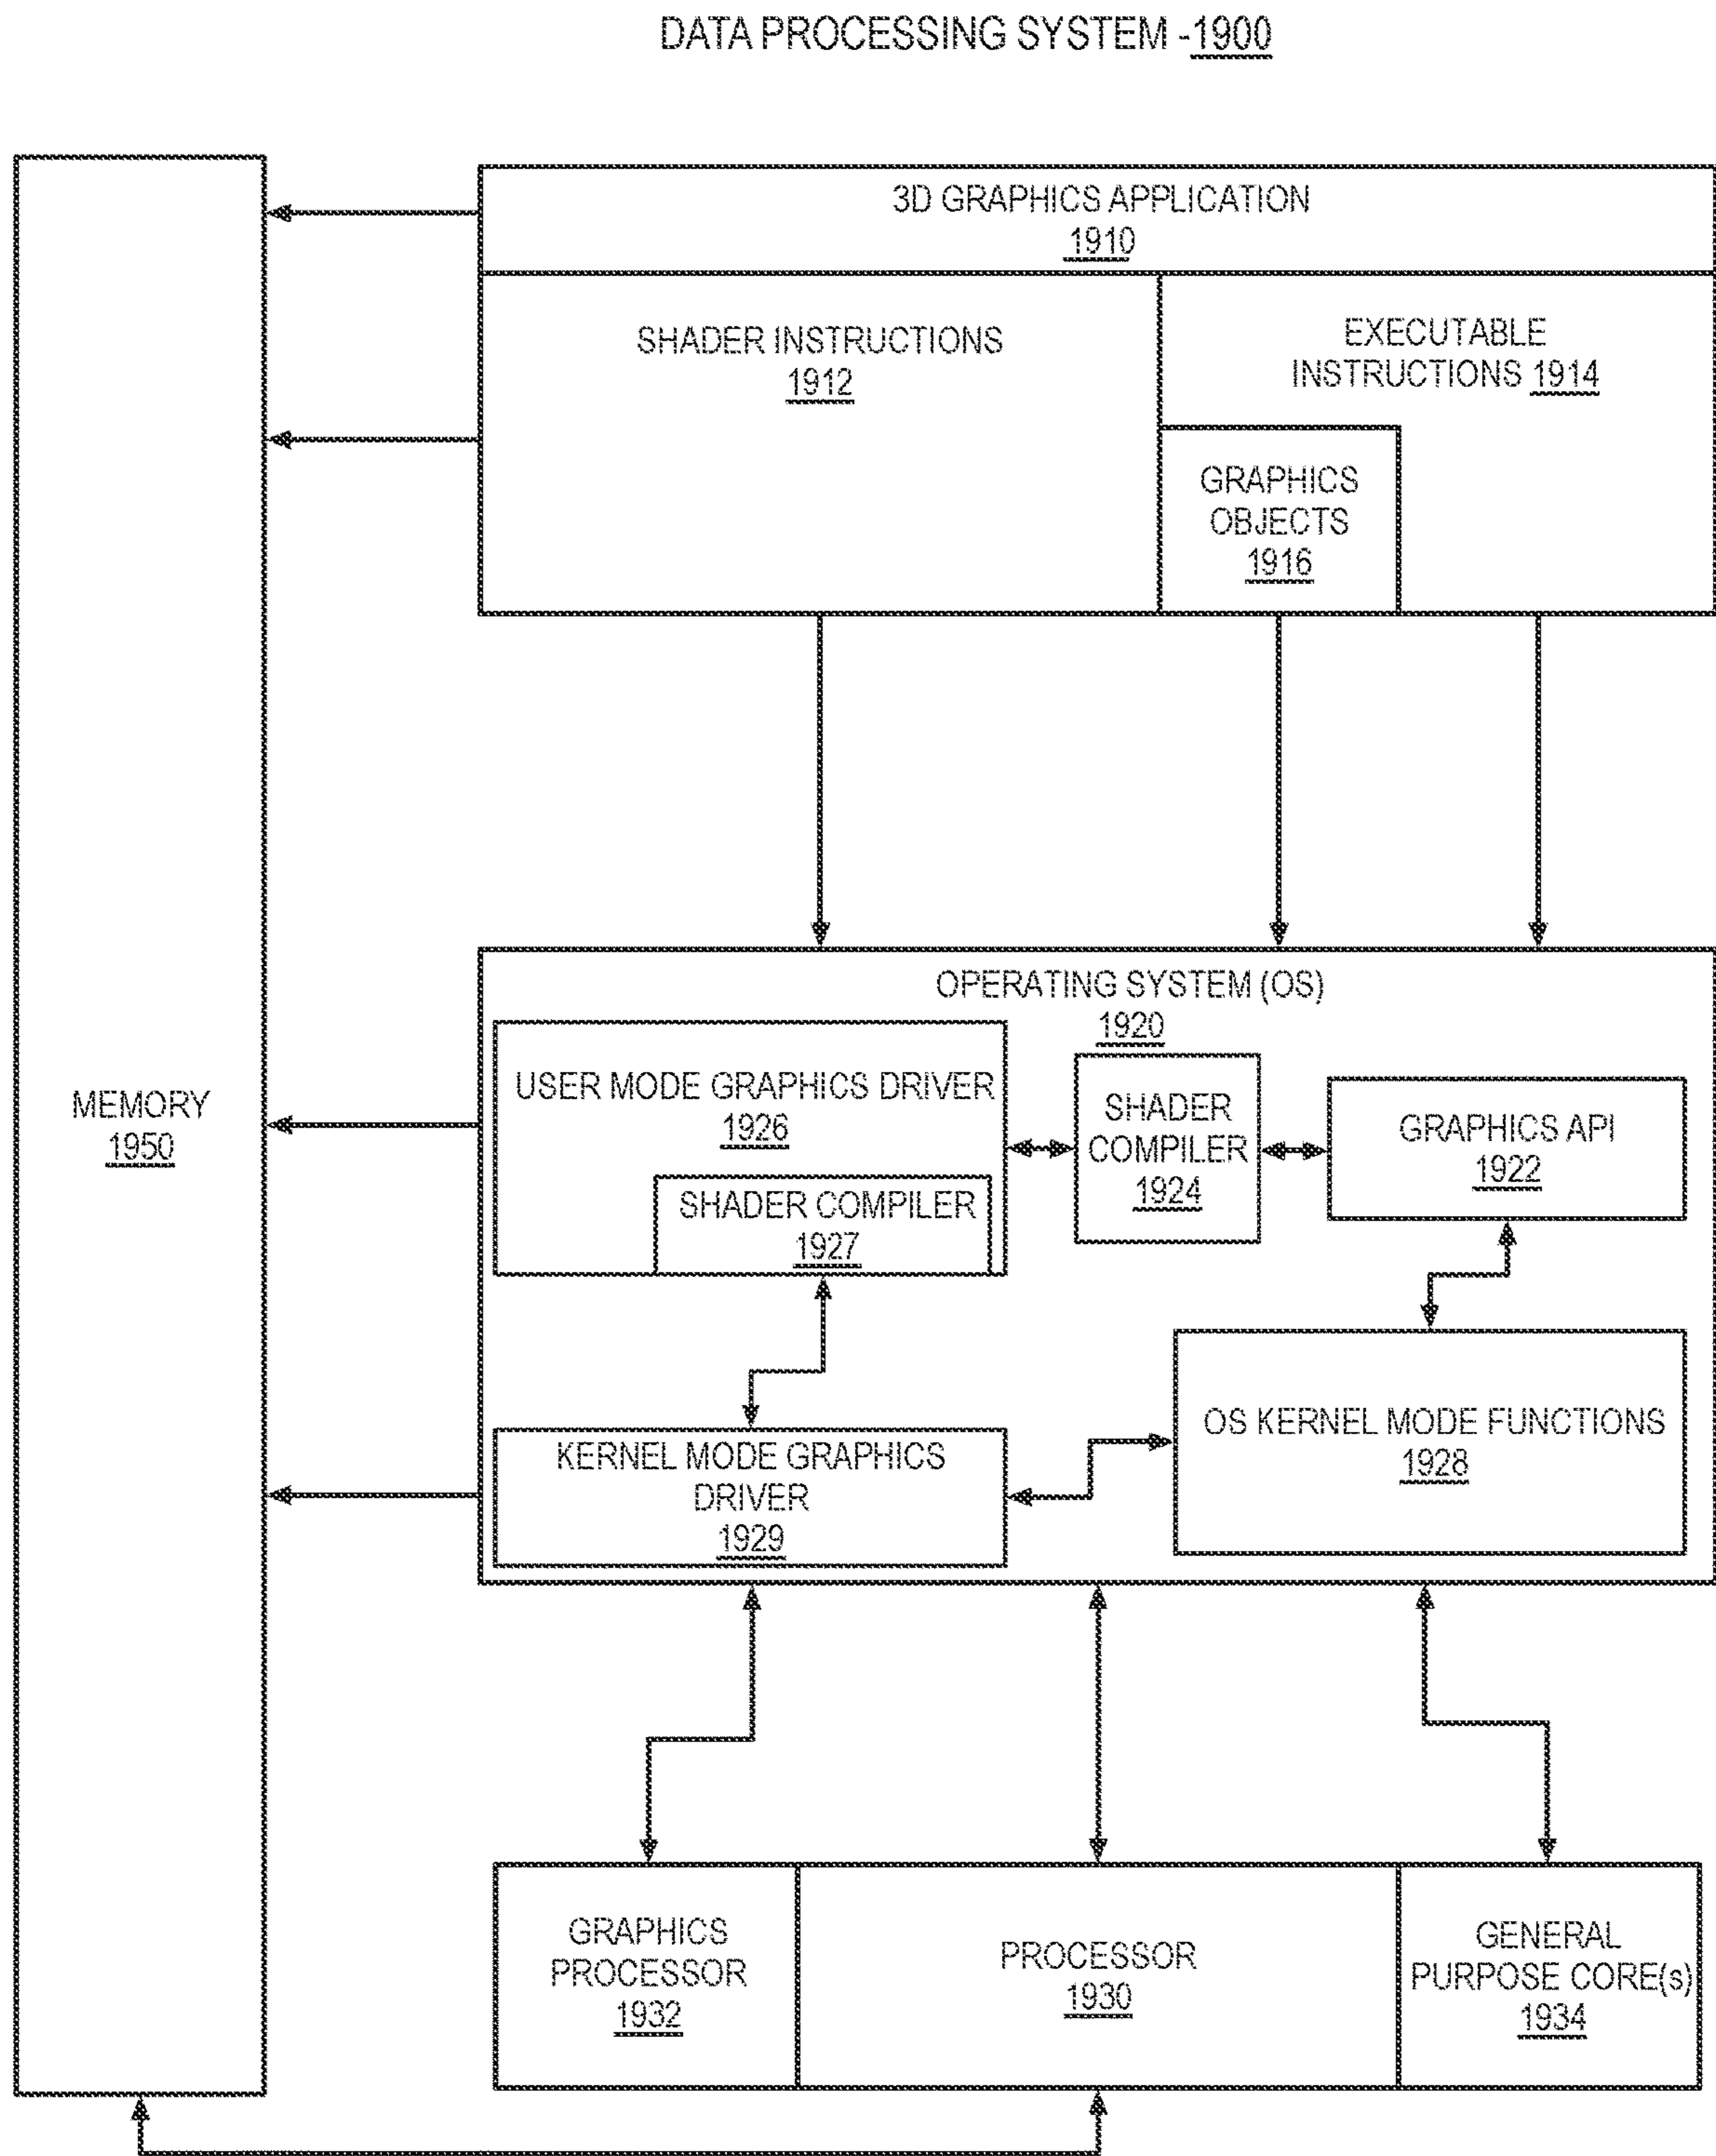 DATA PROCESSING SYSTEM -1900
3D GRAPHICS APPLICATION
1910
SHADER INSTRUCTIONS
1912
EXECUTABLE
INSTRUCTIONS 1914
GRAPHICS
OBJECTS
1916
MEMORY
1950
OPERATING SYSTEM (OS)
1920
USER MODE GRAPHICS DRIVER
1926
SHADER COMPILER
1927
SHADER
COMPILER
1924
GRAPHICS API
1922
KERNEL MODE GRAPHICS
DRIVER
1929
OS KERNEL MODE FUNCTIONS
1928
GRAPHICS
PROCESSOR
1932
PROCESSOR
1930
GENERAL
PURPOSE CORE(s)
1934